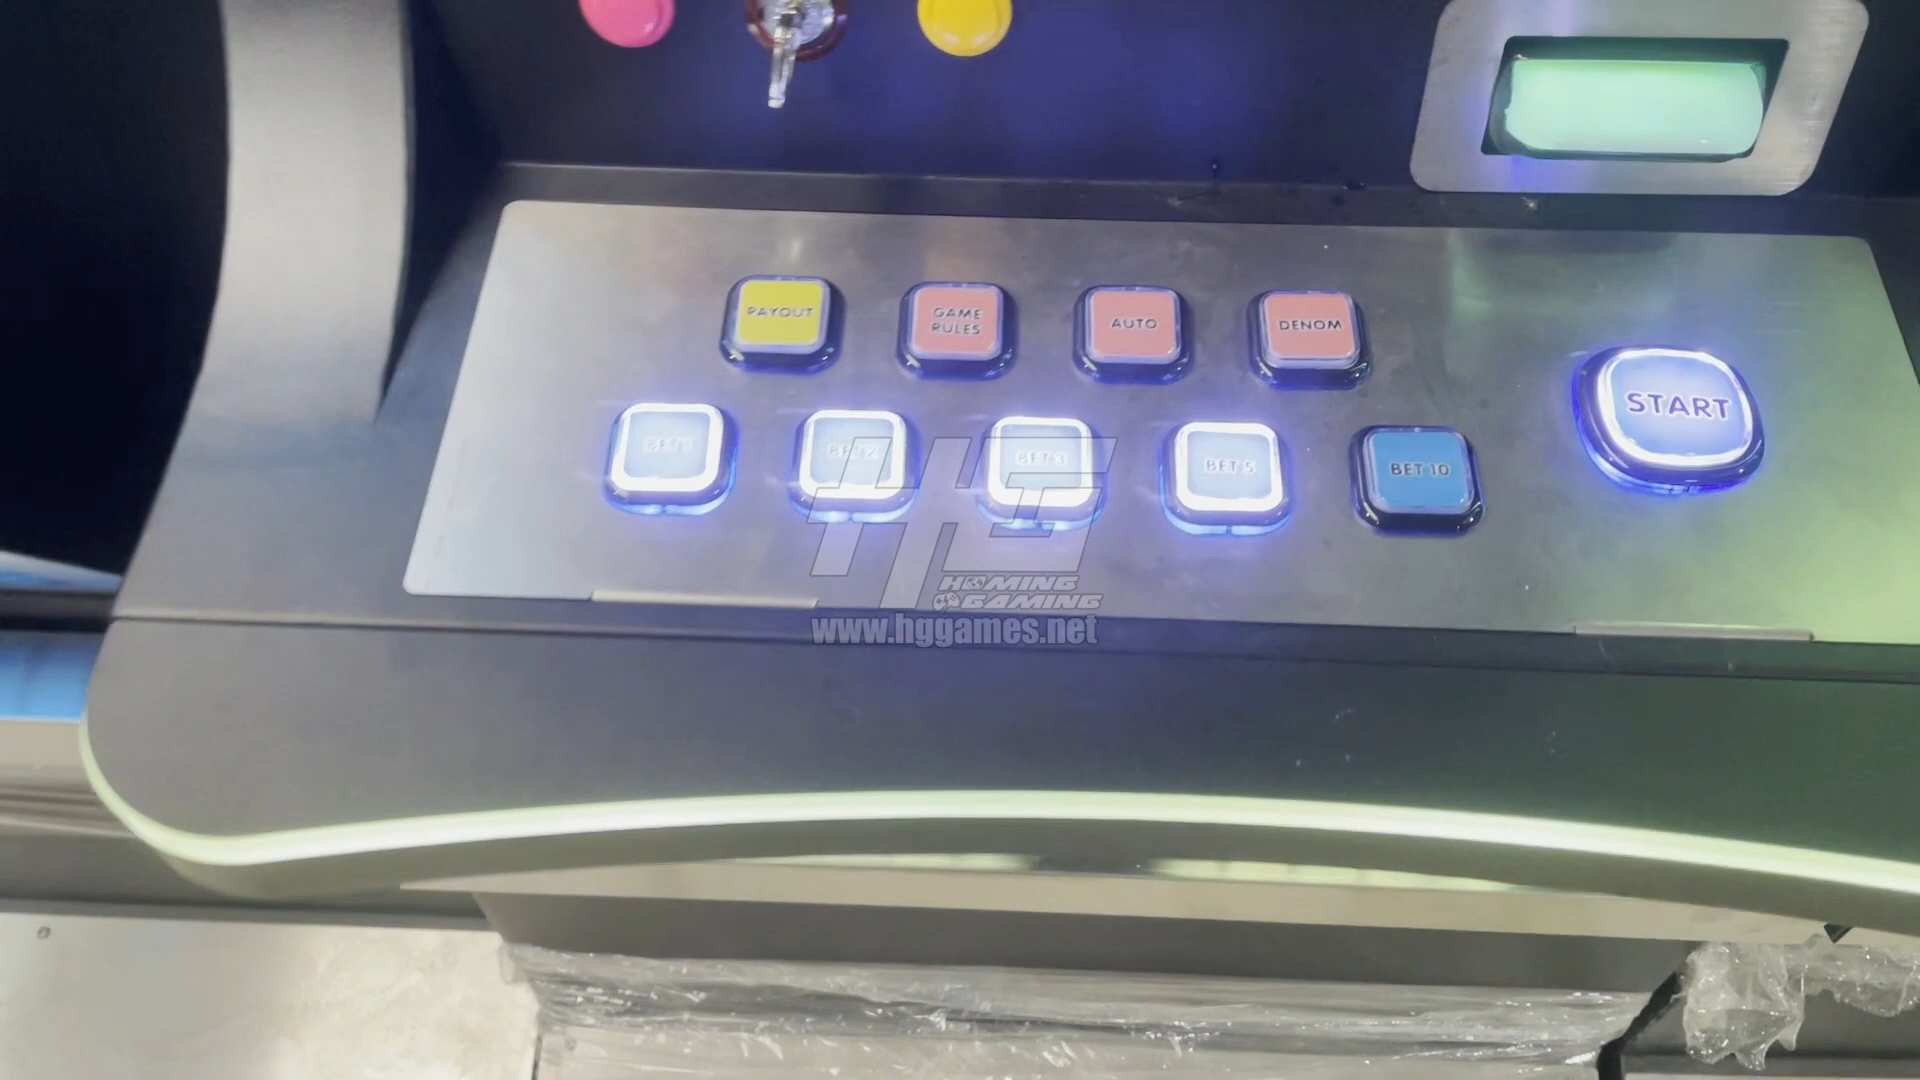 PAYOUT
GAME
RULES
AUTO
DENOM
START
BET 1
BET 2
BET 3
BET 5
BET 10
HG
HOMING
GAMING
www.hggames.net